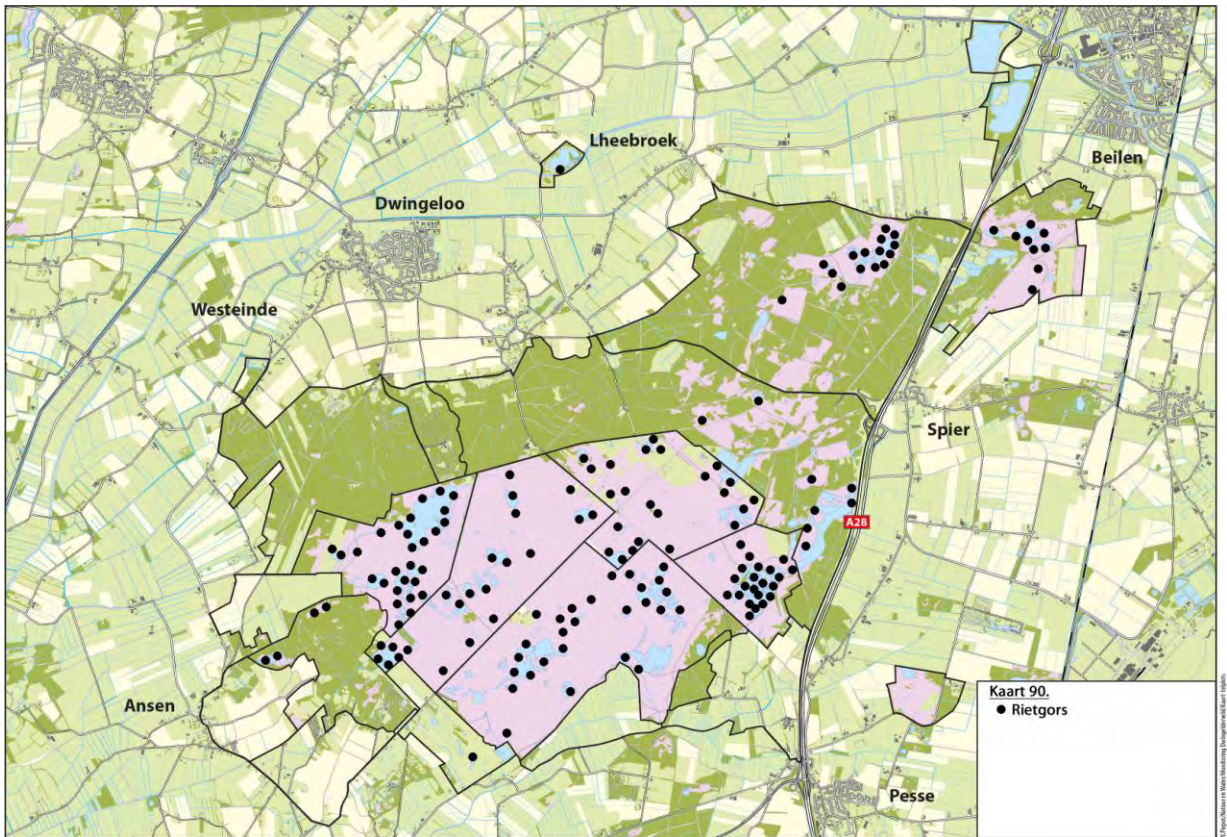 Lheebroek
Beilen
Dwingeloo
Westeinde
Spier
A28
Ansen
Pesse
Kaart 90.
Rietgors